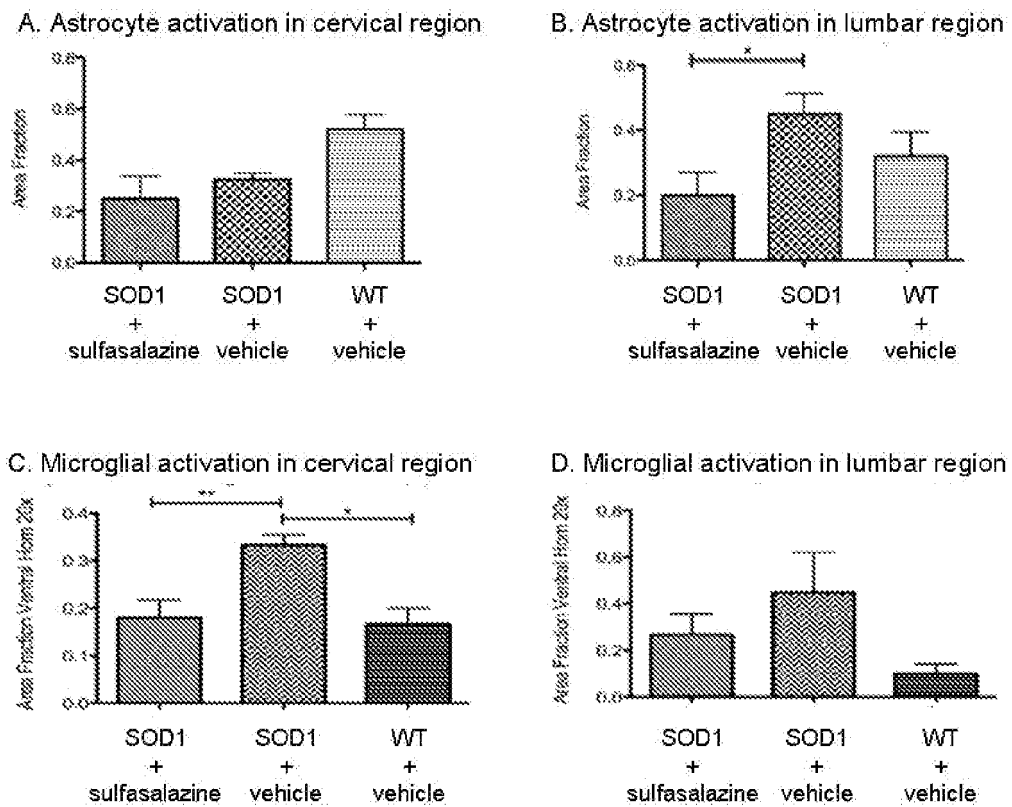 A. Astrocyte activation in cervical region
Area Fraction
0.8
0.6
0.4
0.2
0.0
SOD1 SOD1 WT
+ + +
sulfasalazine vehicle vehicle
B. Astrocyte activation in lumbar region
*
Area Fraction
0.6
0.4
0.2
0.0
SOD1 SOD1 WT
+ + +
sulfasalazine vehicle vehicle
C. Microglial activation in cervical region
**
*
Area Fraction Ventral Horn 20x
0.4
0.3
0.2
0.1
0.0
SOD1 SOD1 WT
+ + +
sulfasalazine vehicle vehicle
D. Microglial activation in lumbar region
Area Fraction Ventral Horn 20x
0.8
0.6
0.4
0.2
0.0
SOD1 SOD1 WT
+ + +
sulfasalazine vehicle vehicle